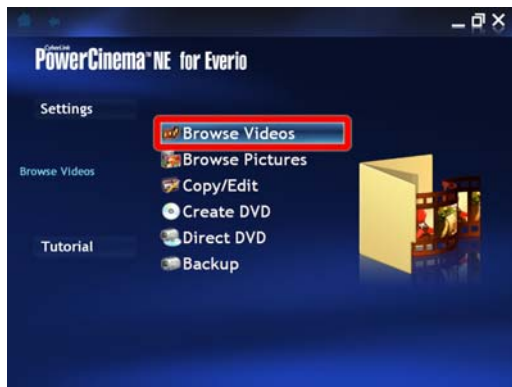 CyberLink
PowerCinema™ NE for Everio
Settings
Browse Videos
Browse Pictures
Browse Videos
Copy/Edit
Create DVD
Tutorial
Direct DVD
Backup